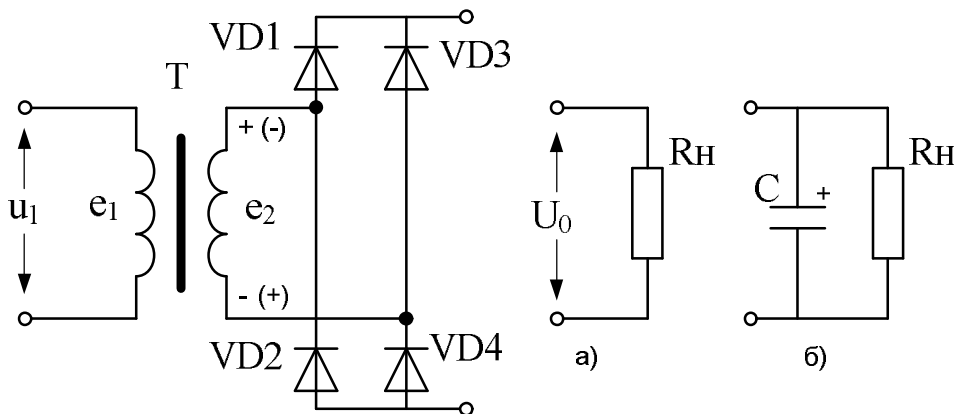 VD1
VD3
T
+ (-)
u1
e1
e2
- (+)
VD2
VD4
U0
Rн
а)
C
+
Rн
б)